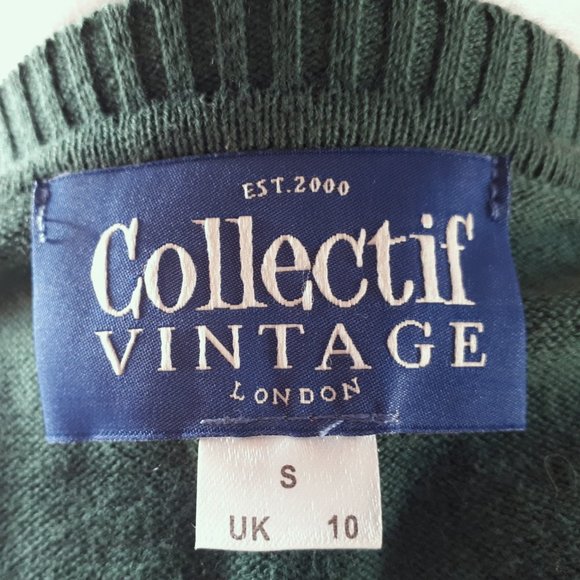 EST.2000
Collectif
VINTAGE
LONDON
S
UK 10